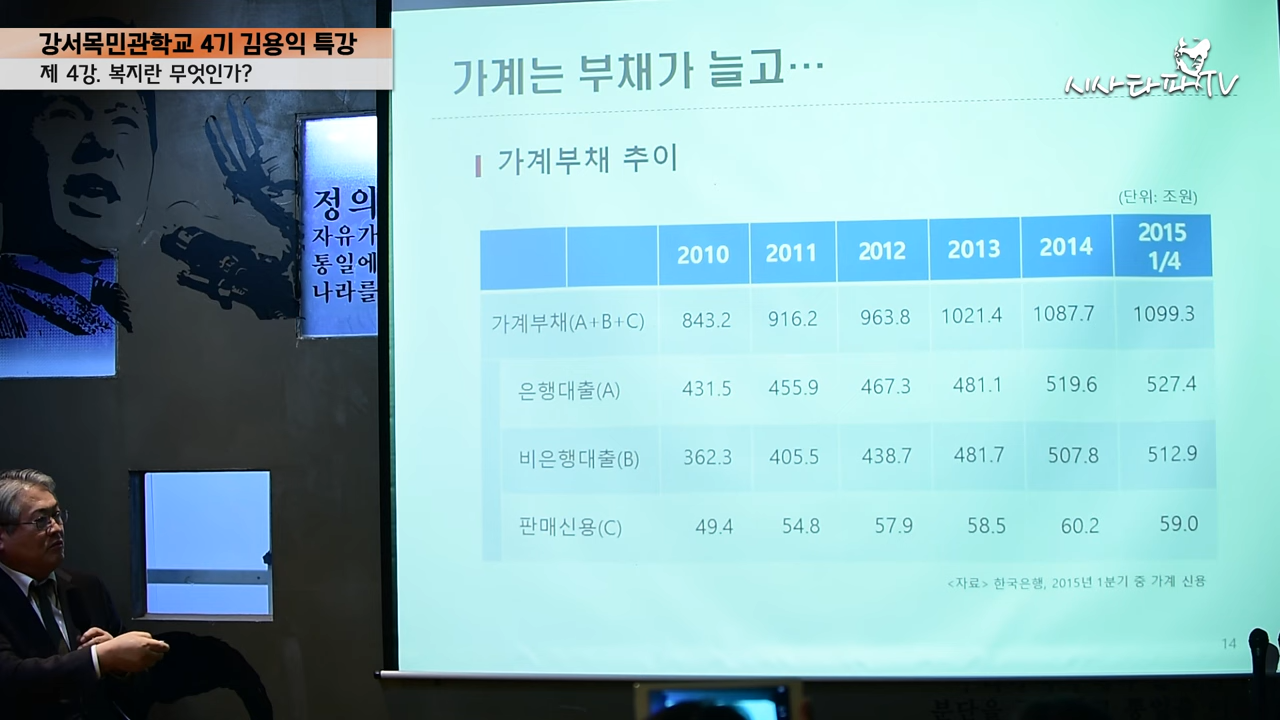 강서목민관학교 4기 김용익 특강
제 4강. 복지란 무엇인가?
시사타파TV
정의
자유가
통일에
나라를
가계는 부채가 늘고…
가계부채 추이
(단위: 조원)
2010 2011 2012 2013 2014 2015 1/4
가계부채(A+B+C) 843.2 916.2 963.8 1021.4 1087.7 1099.3
은행대출(A) 431.5 455.9 467.3 481.1 519.6 527.4
비은행대출(B) 362.3 405.5 438.7 481.7 507.8 512.9
판매신용(C) 49.4 54.8 57.9 58.5 60.2 59.0
<자료> 한국은행, 2015년 1분기 중 가계 신용
14